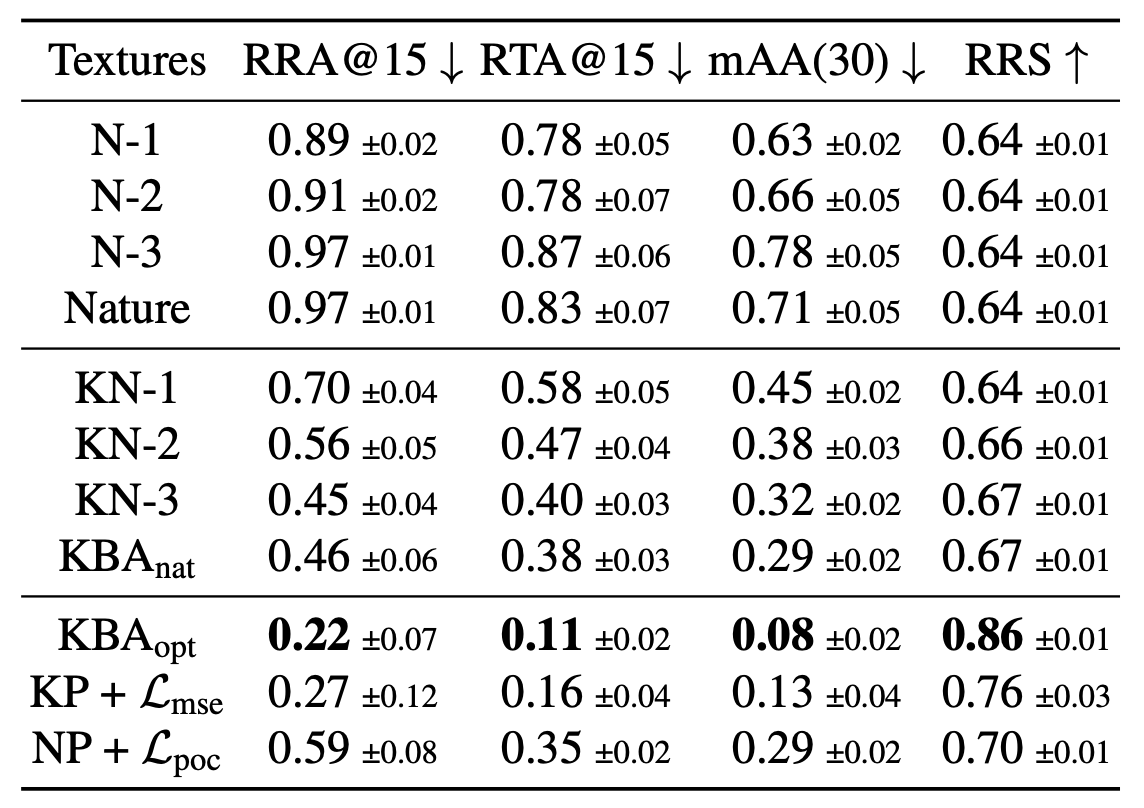 Textures RRA@15 ↓ RTA@15 ↓ mAA(30) ↓ RRS ↑
N-1 0.89 ±0.02 0.78 ±0.05 0.63 ±0.02 0.64 ±0.01
N-2 0.91 ±0.02 0.78 ±0.07 0.66 ±0.05 0.64 ±0.01
N-3 0.97 ±0.01 0.87 ±0.06 0.78 ±0.05 0.64 ±0.01
Nature 0.97 ±0.01 0.83 ±0.07 0.71 ±0.05 0.64 ±0.01
KN-1 0.70 ±0.04 0.58 ±0.05 0.45 ±0.02 0.64 ±0.01
KN-2 0.56 ±0.05 0.47 ±0.04 0.38 ±0.03 0.66 ±0.01
KN-3 0.45 ±0.04 0.40 ±0.03 0.32 ±0.02 0.67 ±0.01
KBAnat 0.46 ±0.06 0.38 ±0.03 0.29 ±0.02 0.67 ±0.01
KBAopt 0.22 ±0.07 0.11 ±0.02 0.08 ±0.02 0.86 ±0.01
KP + ℒmse 0.27 ±0.12 0.16 ±0.04 0.13 ±0.04 0.76 ±0.03
NP + ℒpoc 0.59 ±0.08 0.35 ±0.02 0.29 ±0.02 0.70 ±0.01